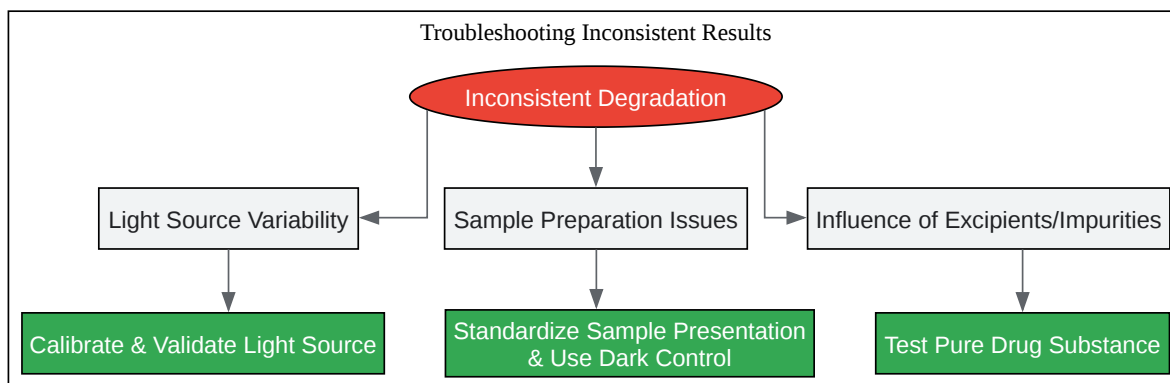 Troubleshooting Inconsistent Results
Inconsistent Degradation
Light Source Variability
Sample Preparation Issues
Influence of Excipients/Impurities
Calibrate & Validate Light Source
Standardize Sample Presentation
& Use Dark Control
Test Pure Drug Substance